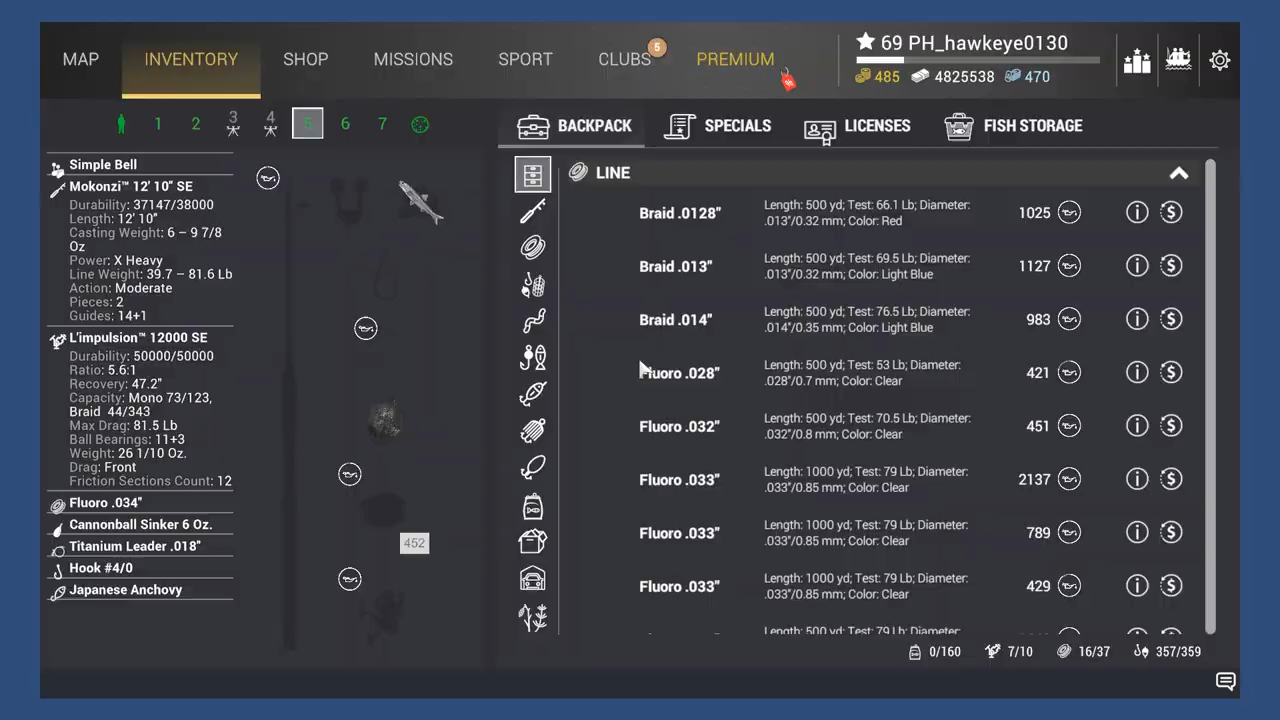 MAP
INVENTORY
SHOP
MISSIONS
SPORT
CLUBS
5
PREMIUM
69 PH_hawkeye0130
485
4825538
470
1
2
3
4
5
6
7
BACKPACK
SPECIALS
LICENSES
FISH STORAGE
Simple Bell
Mokonzi™ 12' 10" SE
Durability: 37147/38000
Length: 12' 10"
Casting Weight: 6 – 9 7/8
Oz
Power: X Heavy
Line Weight: 39.7 – 81.6 Lb
Action: Moderate
Pieces: 2
Guides: 14+1
L'impulsion™ 12000 SE
Durability: 50000/50000
Ratio: 5.6:1
Recovery: 47.2"
Capacity: Mono 73/123,
Braid 44/343
Max Drag: 81.5 Lb
Ball Bearings: 11+3
Weight: 26 1/10 Oz.
Drag: Front
Friction Sections Count: 12
Fluoro .034"
Cannonball Sinker 6 Oz.
Titanium Leader .018"
Hook #4/0
Japanese Anchovy
452
LINE
Braid .0128"
Length: 500 yd; Test: 66.1 Lb; Diameter:
.013"/0.32 mm; Color: Red
1025
Braid .013"
Length: 500 yd; Test: 69.5 Lb; Diameter:
.013"/0.32 mm; Color: Light Blue
1127
Braid .014"
Length: 500 yd; Test: 76.5 Lb; Diameter:
.014"/0.35 mm; Color: Light Blue
983
Fluoro .028"
Length: 500 yd; Test: 53 Lb; Diameter:
.028"/0.7 mm; Color: Clear
421
Fluoro .032"
Length: 500 yd; Test: 70.5 Lb; Diameter:
.032"/0.8 mm; Color: Clear
451
Fluoro .033"
Length: 1000 yd; Test: 79 Lb; Diameter:
.033"/0.85 mm; Color: Clear
2137
Fluoro .033"
Length: 1000 yd; Test: 79 Lb; Diameter:
.033"/0.85 mm; Color: Clear
789
Fluoro .033"
Length: 1000 yd; Test: 79 Lb; Diameter:
.033"/0.85 mm; Color: Clear
429
Length: 500 yd; Test: 79 Lb; Diameter:
0/160
7/10
16/37
357/359